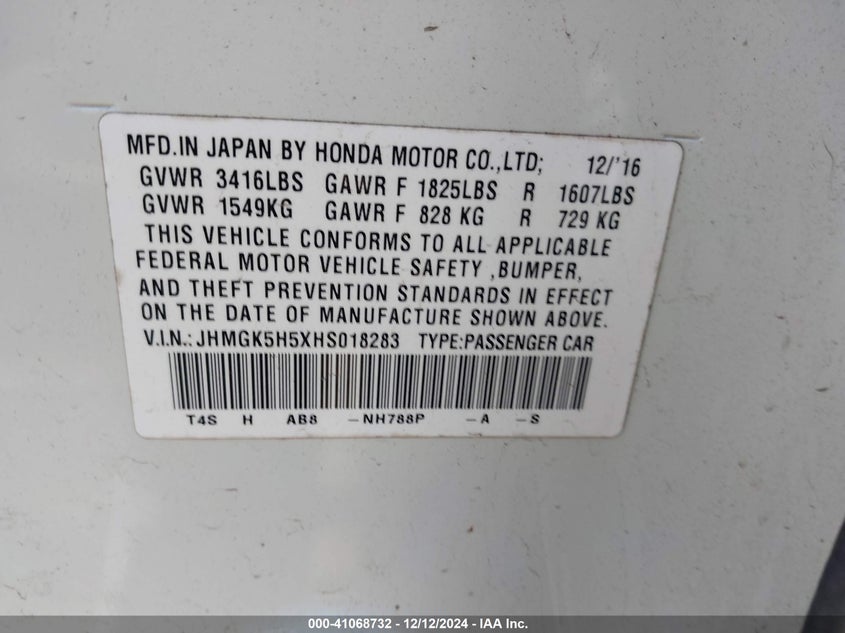 MFD.IN JAPAN BY HONDA MOTOR CO.,LTD; 12/'16
GVWR 3416LBS GAWR F 1825LBS R 1607LBS
GVWR 1549KG GAWR F 828 KG R 729 KG
THIS VEHICLE CONFORMS TO ALL APPLICABLE
FEDERAL MOTOR VEHICLE SAFETY ,BUMPER,
AND THEFT PREVENTION STANDARDS IN EFFECT
ON THE DATE OF MANUFACTURE SHOWN ABOVE.
V.I.N.: JHMGK5H5XHS018283 TYPE:PASSENGER CAR
T4S H AB8 -NH788P -A -S
000-41068732 - 12/12/2024 - IAA Inc.